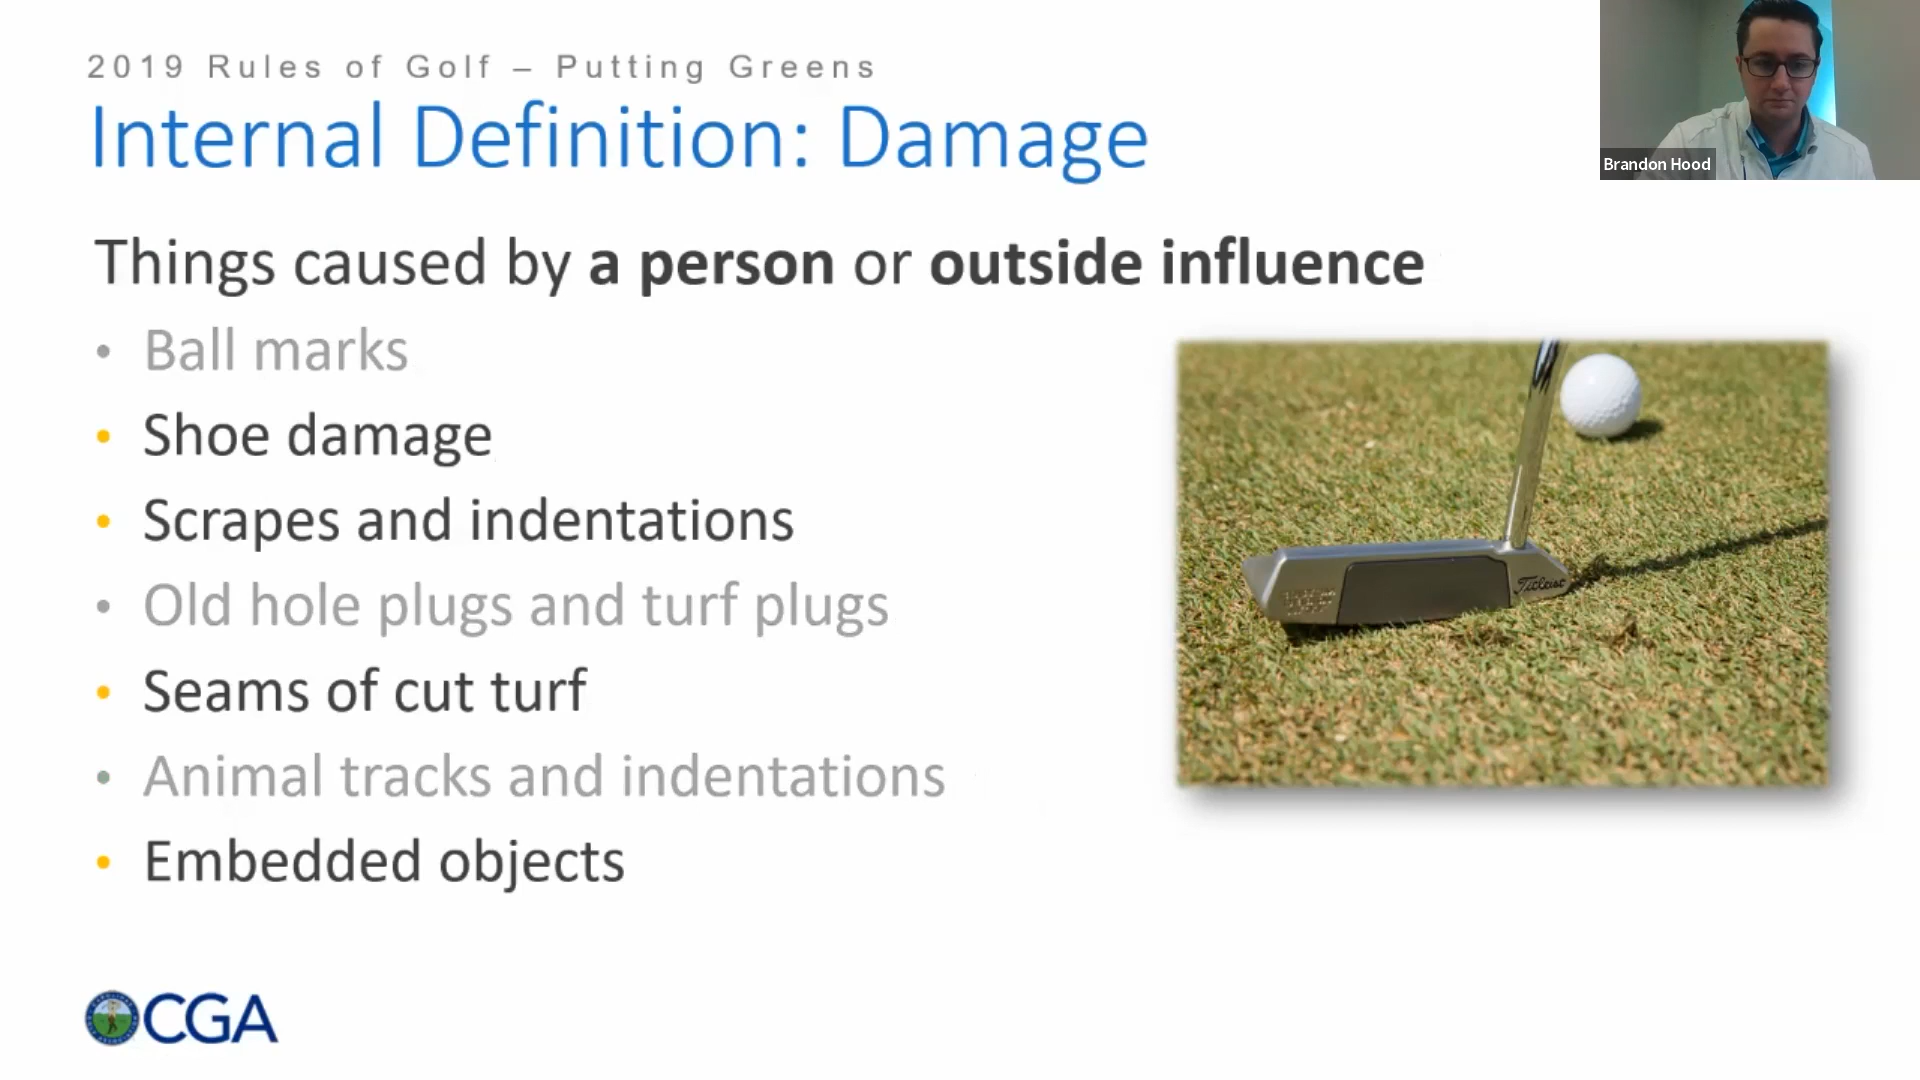 2019 Rules of Golf – Putting Greens
Internal Definition: Damage
Brandon Hood
Things caused by a person or outside influence
• Ball marks
• Shoe damage
• Scrapes and indentations
• Old hole plugs and turf plugs
• Seams of cut turf
• Animal tracks and indentations
• Embedded objects
Titleist
CGA